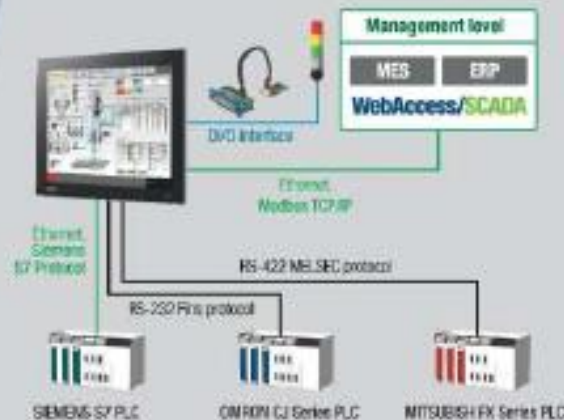 Management level
MES
ERP
WebAccess/SCADA
DI/O Interface
Ethernet,
Modbus TCP/IP
Ethernet,
Siemens
S7 Protocol
RS-422 MELSEC protocol
RS-232 Fins protocol
SIEMENS S7 PLC
OMRON CJ Series PLC
MITSUBISHI FX Series PLC